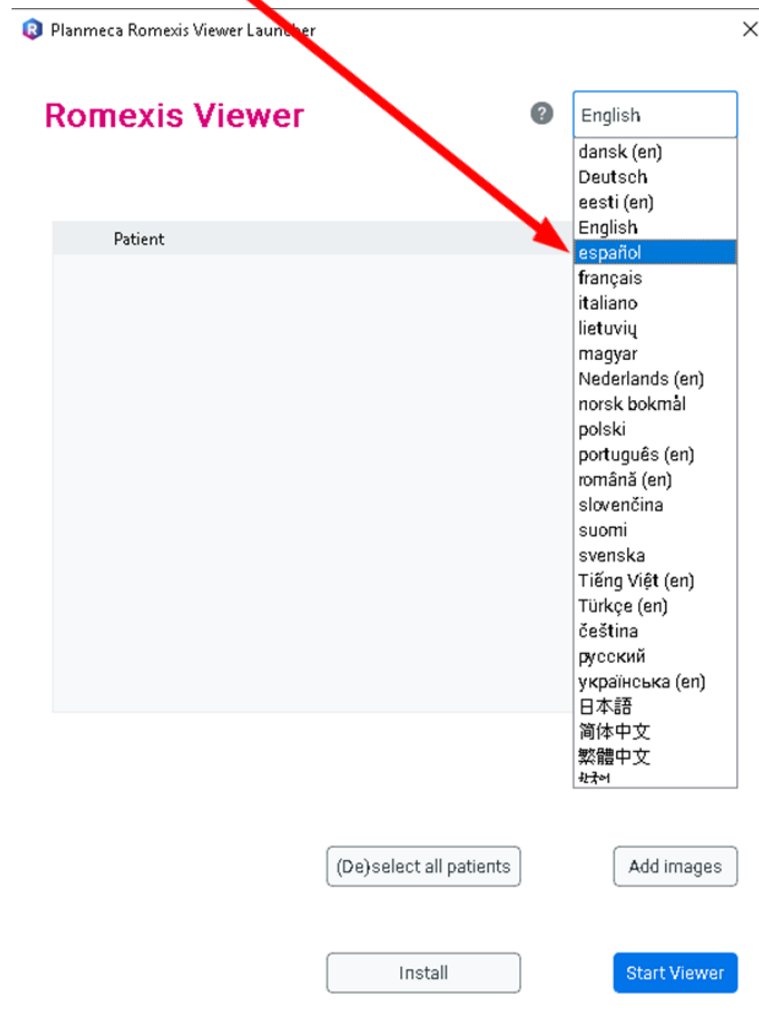 Planmeca Romexis Viewer Launcher
Romexis Viewer
?
English
dansk (en)
Deutsch
eesti (en)
English
español
français
italiano
lietuvių
magyar
Nederlands (en)
norsk bokmål
polski
português (en)
română (en)
slovenčina
suomi
svenska
Tiếng Việt (en)
Türkçe (en)
čeština
русский
українська (en)
日本語
简体中文
繁體中文
한국어
Patient
(De)select all patients
Add images
Install
Start Viewer